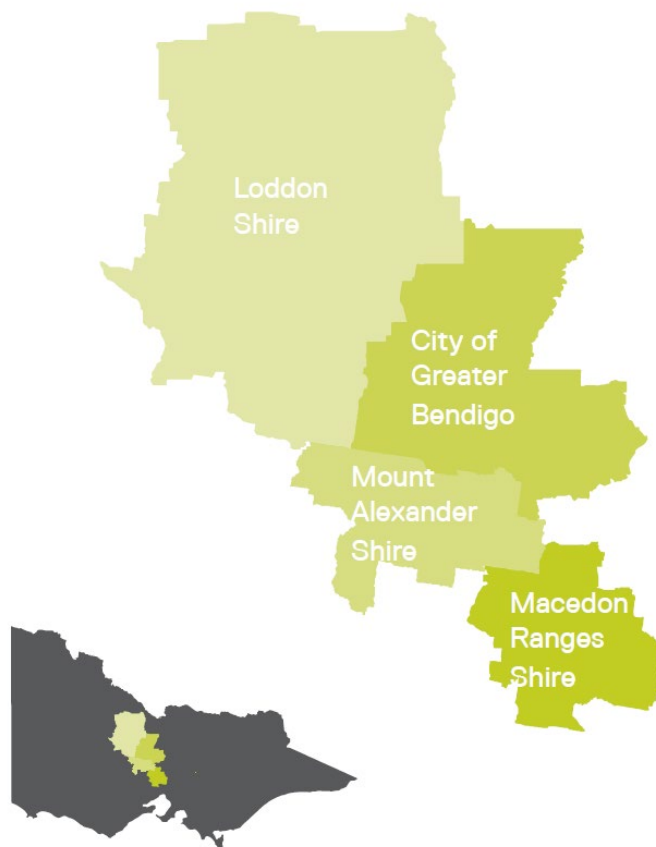 Loddon
Shire
City of
Greater
Bendigo
Mount
Alexander
Shire
Macedon
Ranges
Shire